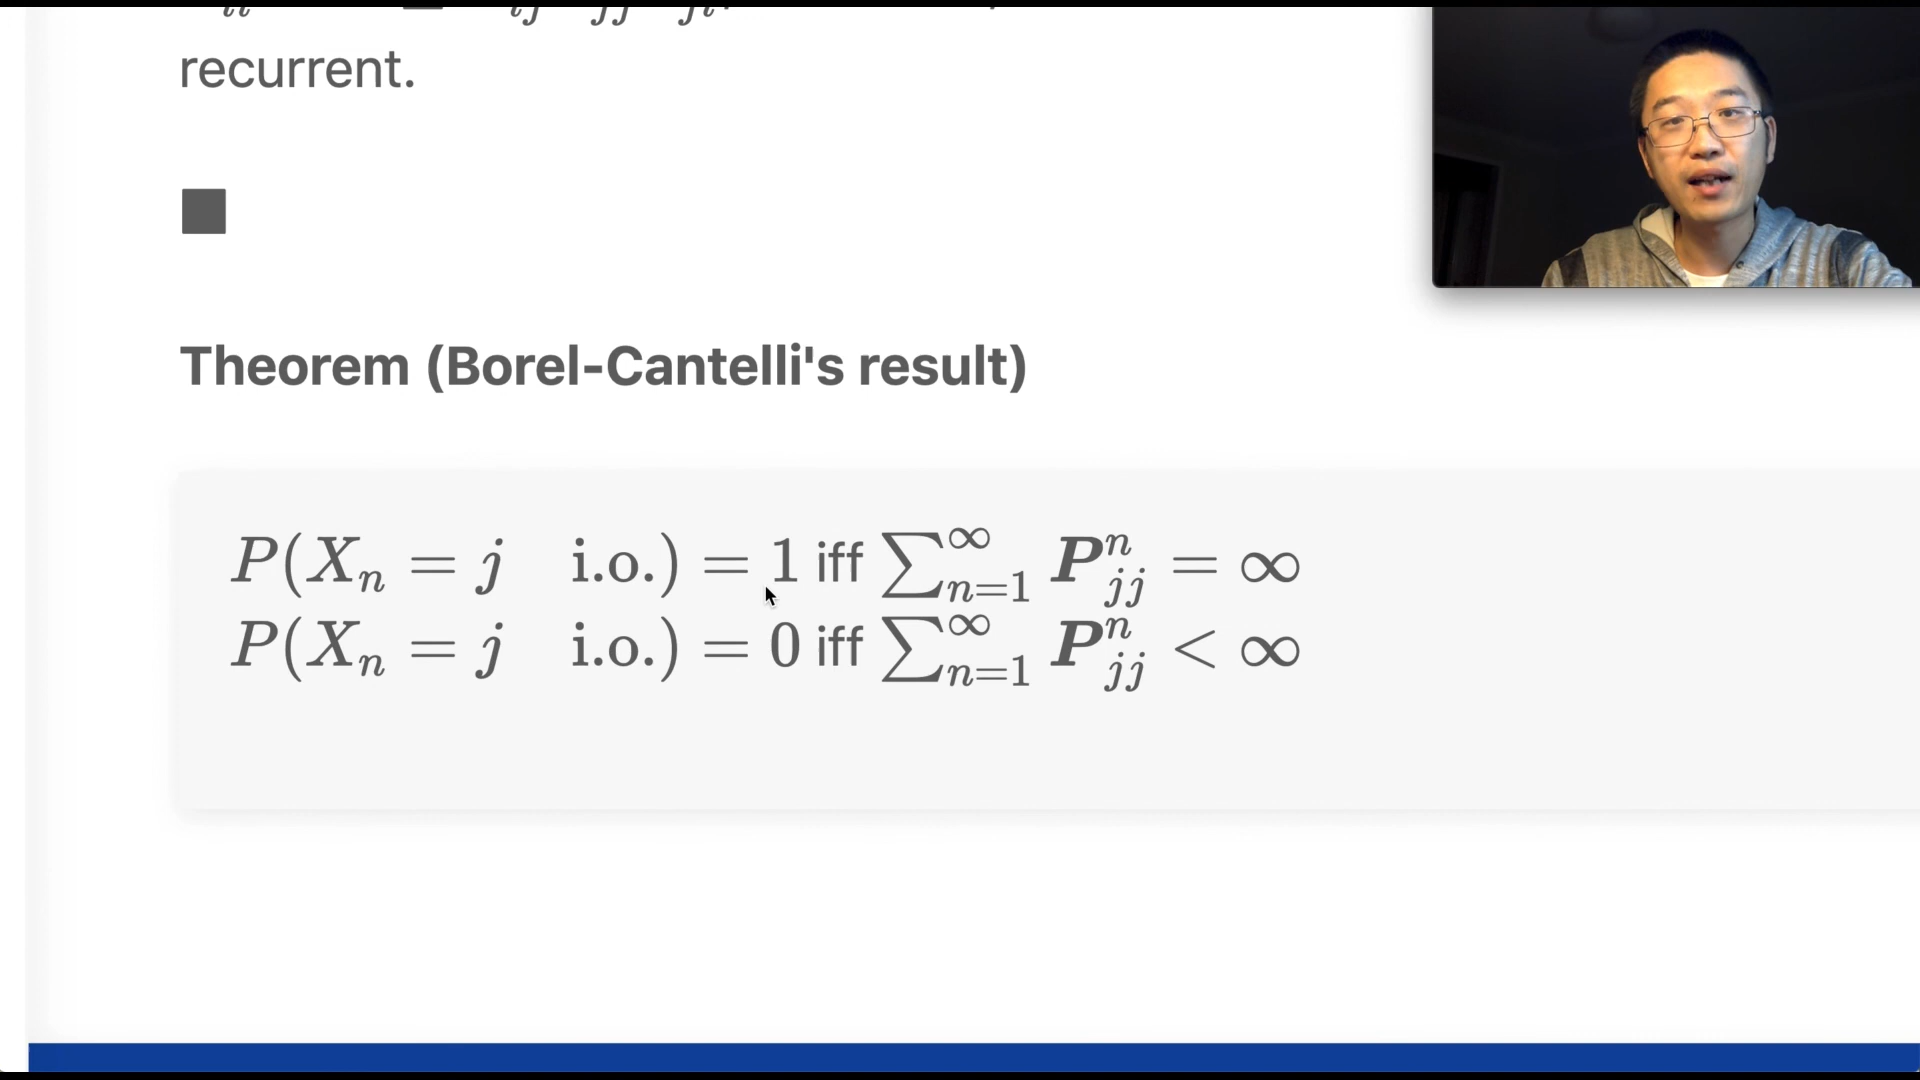 recurrent.
■
Theorem (Borel-Cantelli's result)
P(X_n = j i.o.) = 1 iff ∑_{n=1}^∞ P_{jj}^n = ∞
P(X_n = j i.o.) = 0 iff ∑_{n=1}^∞ P_{jj}^n < ∞